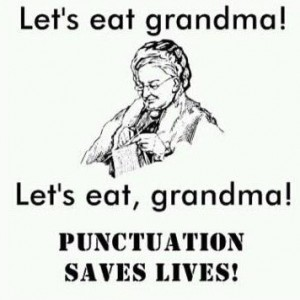 Let's eat grandma!
Let's eat, grandma!
PUNCTUATION
SAVES LIVES!